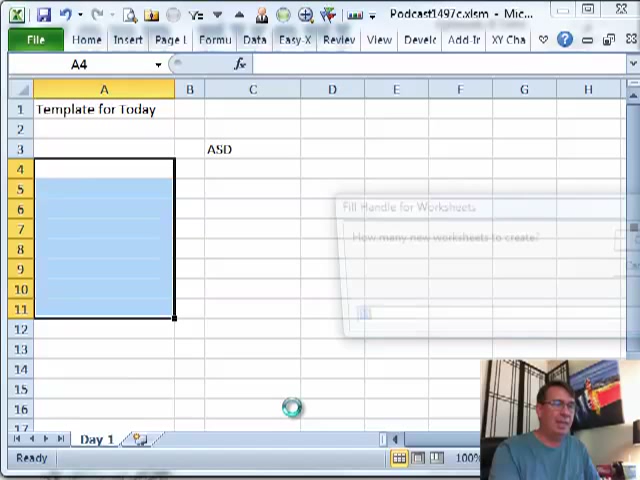 Podcast1497c.xlsm - Mic...
File Home Insert Page L Formu Data Easy-X Review View Develc Add-Ir XY Cha
A4 fx
A B C D E F G H
1 Template for Today
2
3 ASD
4
5
6 Fill Handle for Worksheets
7
How many new worksheets to create?
8
9
10
11
12
13
14
15
16
17
Day 1
Ready 100%